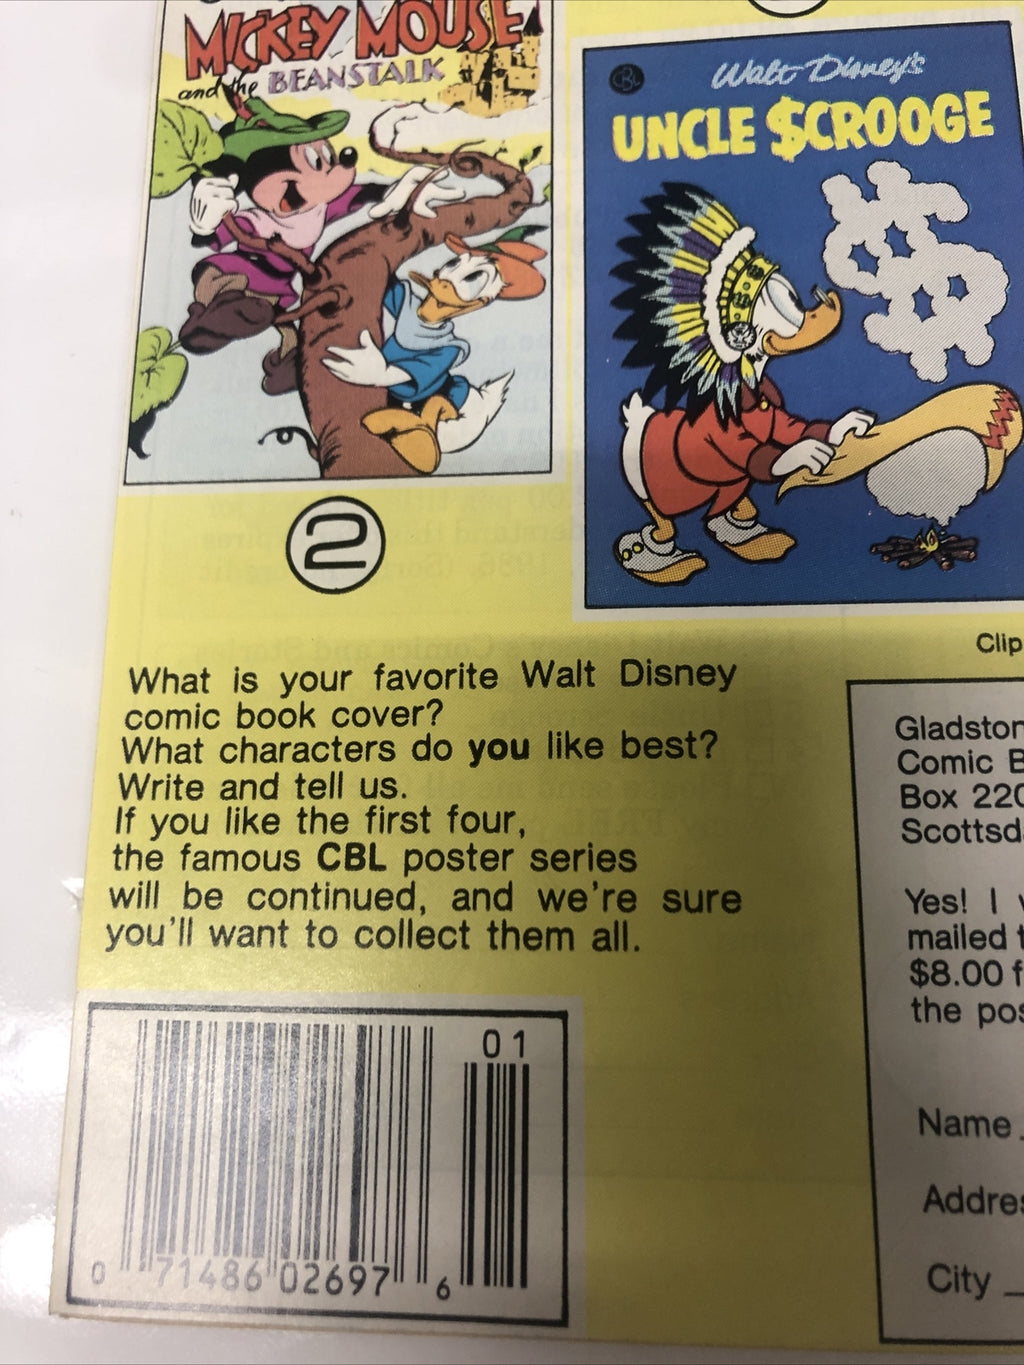 MICKEY MOUSE
and the BEANSTALK
CBL
Walt Disney's
UNCLE $CROOGE
2
Clip
What is your favorite Walt Disney
comic book cover?
What characters do you like best?
Write and tell us.
If you like the first four,
the famous CBL poster series
will be continued, and we're sure
you'll want to collect them all.
Gladston
Comic B
Box 220
Scottsd
Yes! I
mailed t
$8.00 f
the pos
Name
Addres
City
01
0 71486 02697 6